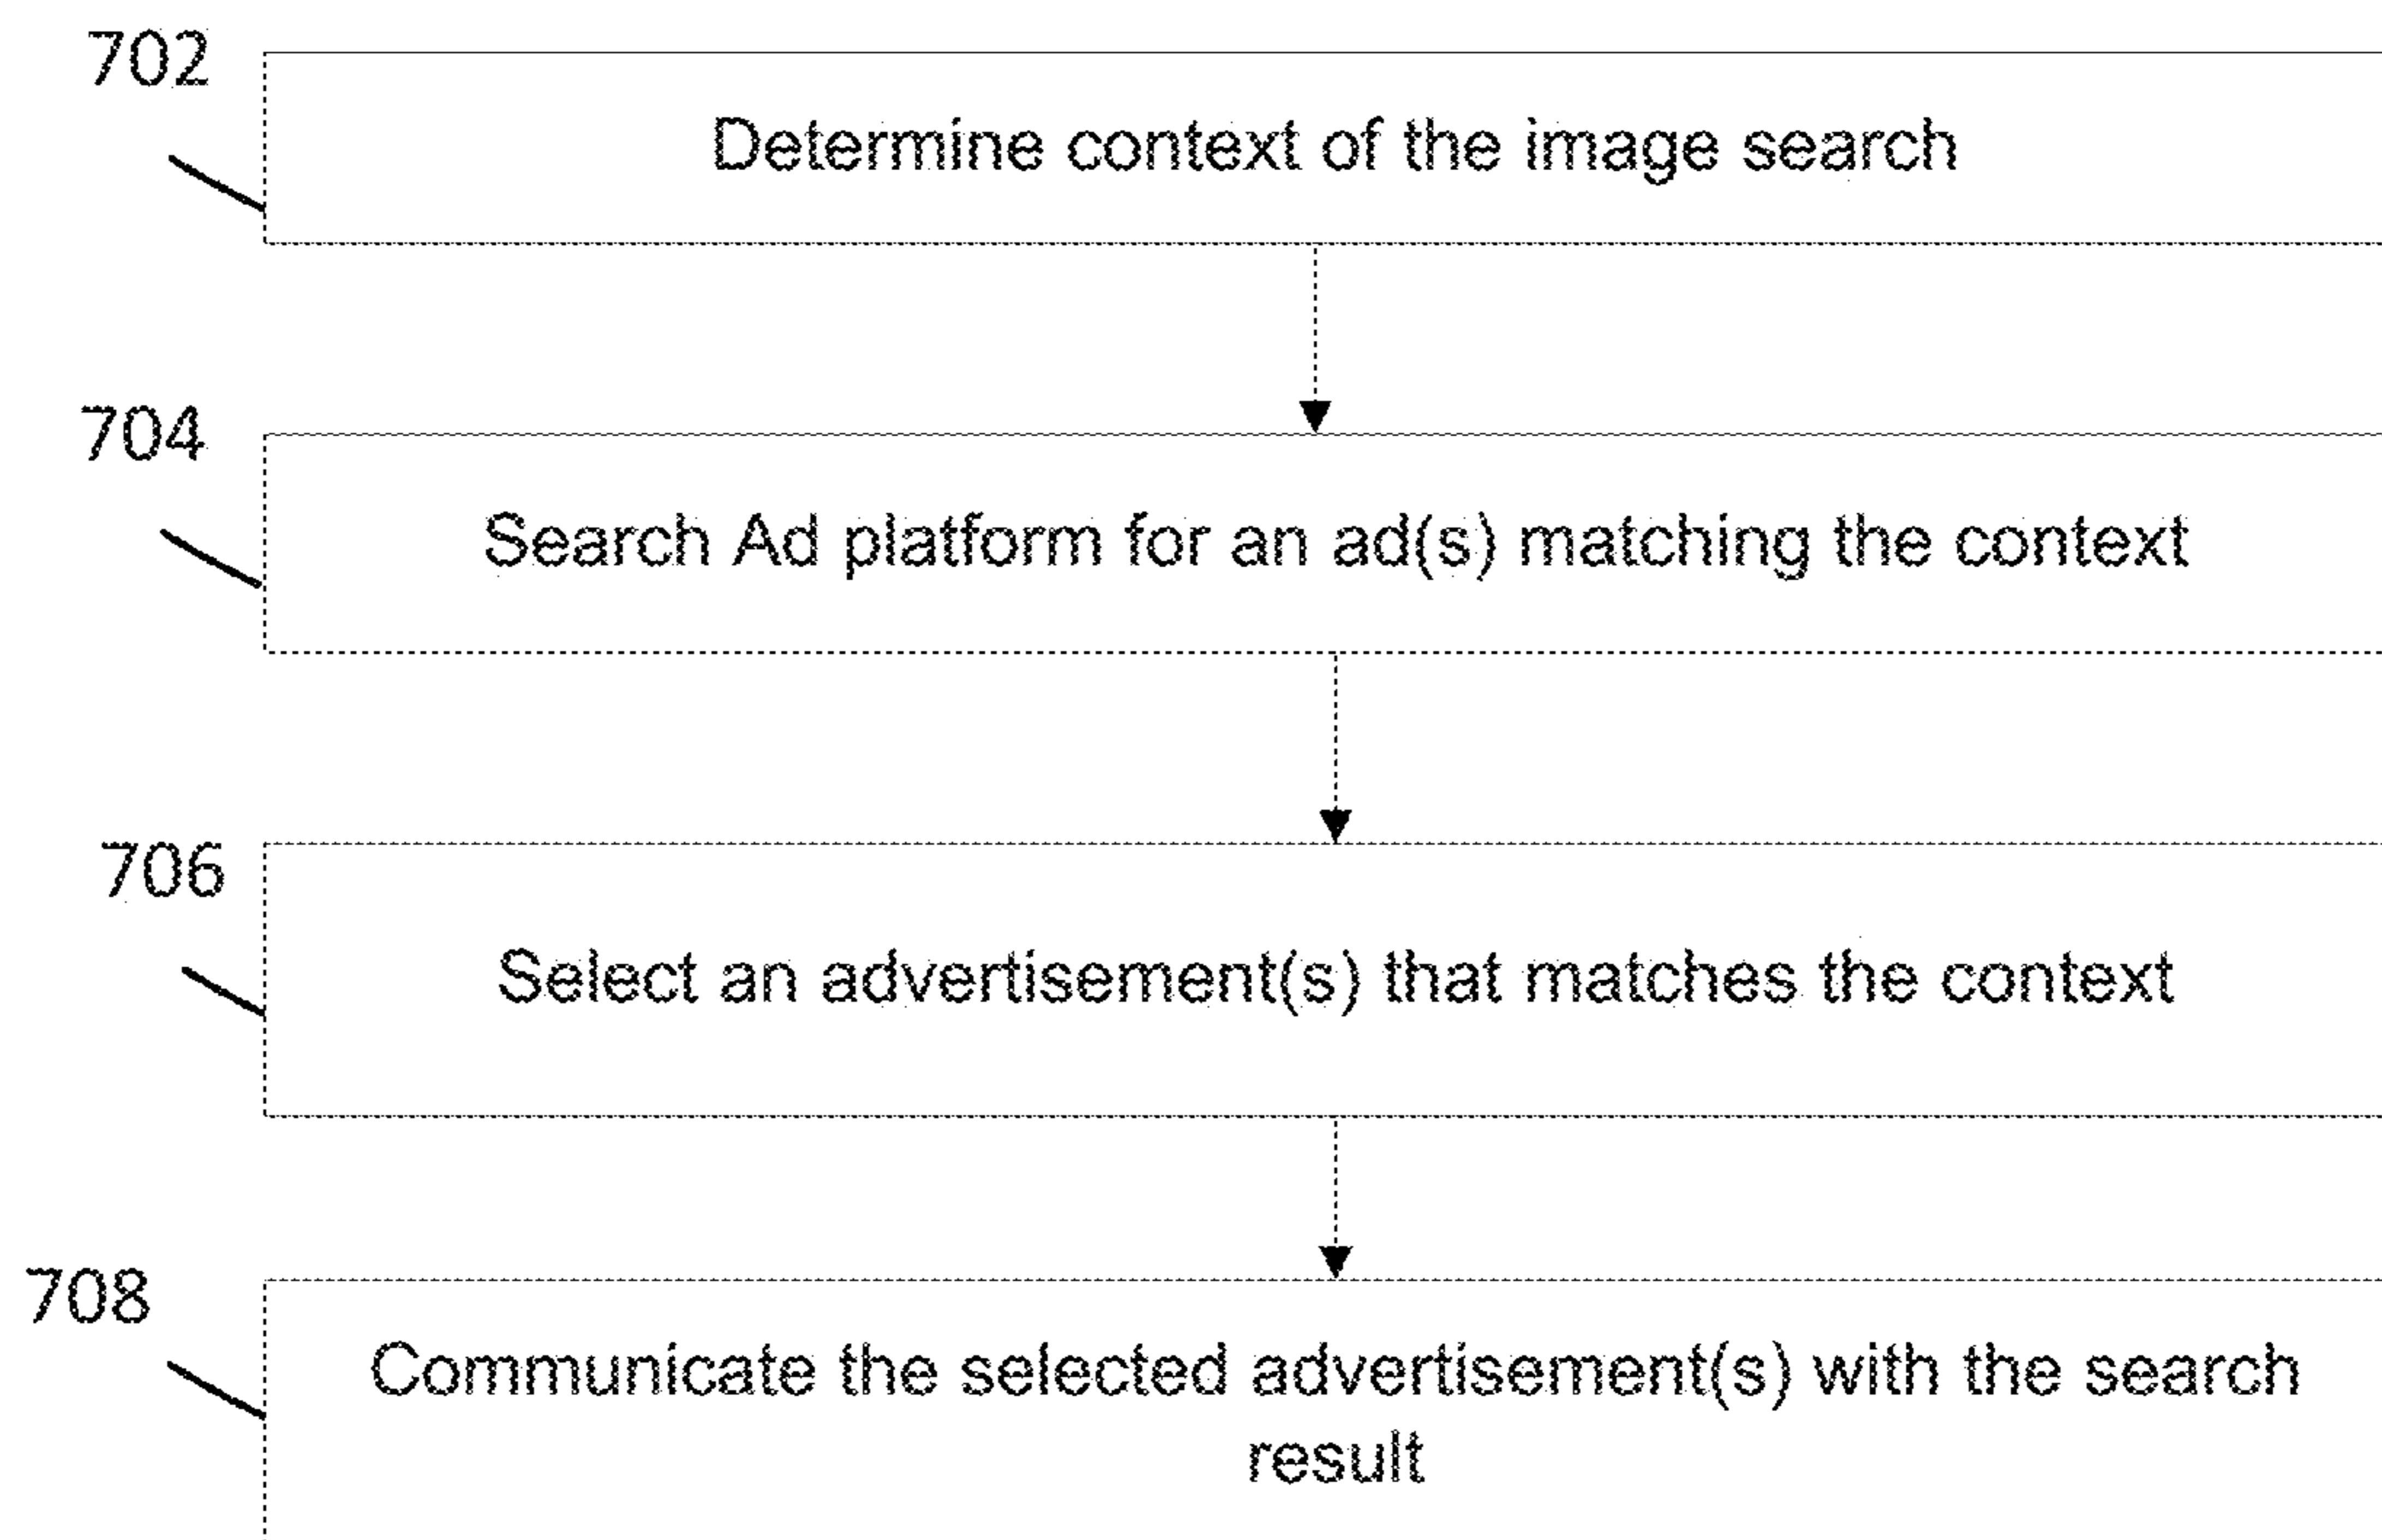 702
Determine context of the image search
704
Search Ad platform for an ad(s) matching the context
706
Select an advertisement(s) that matches the context
708
Communicate the selected advertisement(s) with the search
result